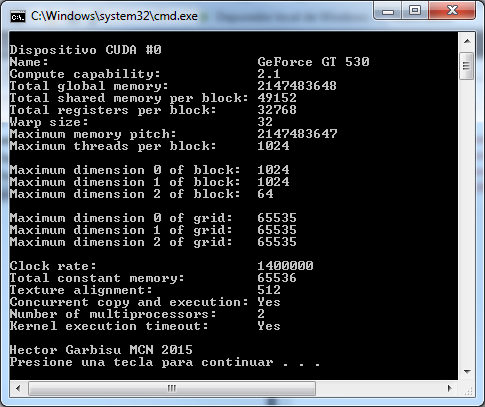 C:\Windows\system32\cmd.exe
Dispositivo CUDA #0
Name: GeForce GT 530
Compute capability: 2.1
Total global memory: 2147483648
Total shared memory per block: 49152
Total registers per block: 32768
Warp size: 32
Maximum memory pitch: 2147483647
Maximum threads per block: 1024
Maximum dimension 0 of block: 1024
Maximum dimension 1 of block: 1024
Maximum dimension 2 of block: 64
Maximum dimension 0 of grid: 65535
Maximum dimension 1 of grid: 65535
Maximum dimension 2 of grid: 65535
Clock rate: 1400000
Total constant memory: 65536
Texture alignment: 512
Concurrent copy and execution: Yes
Number of multiprocessors: 2
Kernel execution timeout: Yes
Hector Garbisu MCN 2015
Presione una tecla para continuar . . .